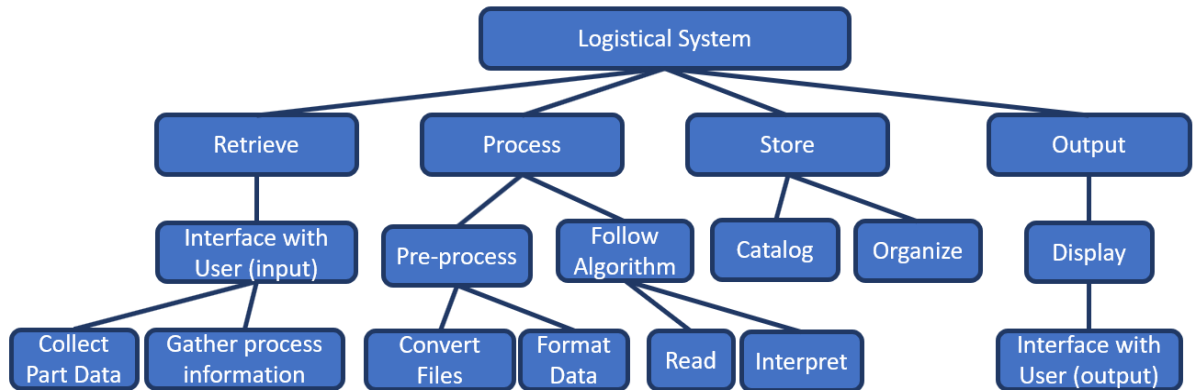 Logistical System
Retrieve
Process
Store
Output
Interface with
User (input)
Pre-process
Follow
Algorithm
Catalog
Organize
Display
Collect
Part Data
Gather process
information
Convert
Files
Format
Data
Read
Interpret
Interface with
User (output)